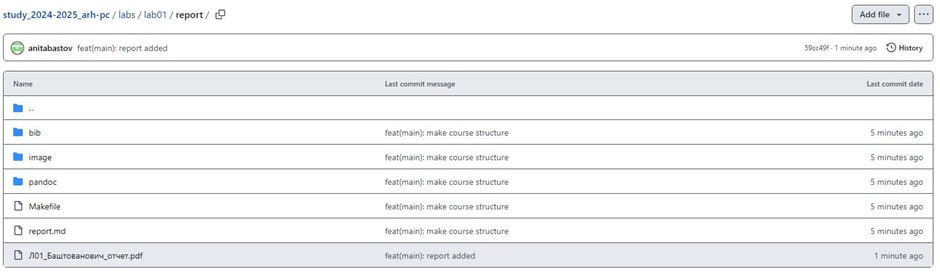 study_2024-2025_arh-pc / labs / lab01 / report /
Add file
anitabastov feat(main): report added 59cc49f · 1 minute ago History
Name Last commit message Last commit date
..
bib feat(main): make course structure 5 minutes ago
image feat(main): make course structure 5 minutes ago
pandoc feat(main): make course structure 5 minutes ago
Makefile feat(main): make course structure 5 minutes ago
report.md feat(main): make course structure 5 minutes ago
Л01_Баштованович_отчет.pdf feat(main): report added 1 minute ago